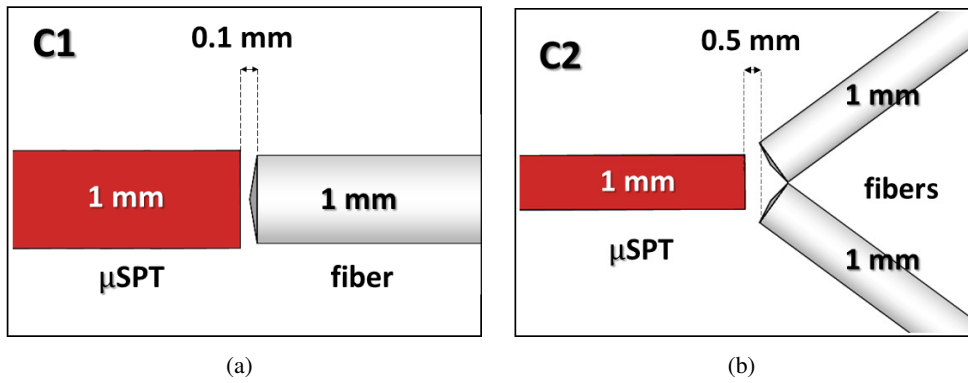 C1
0.1 mm
1 mm
1 mm
μSPT
fiber
(a)
C2
0.5 mm
1 mm
1 mm
fibers
μSPT
1 mm
(b)